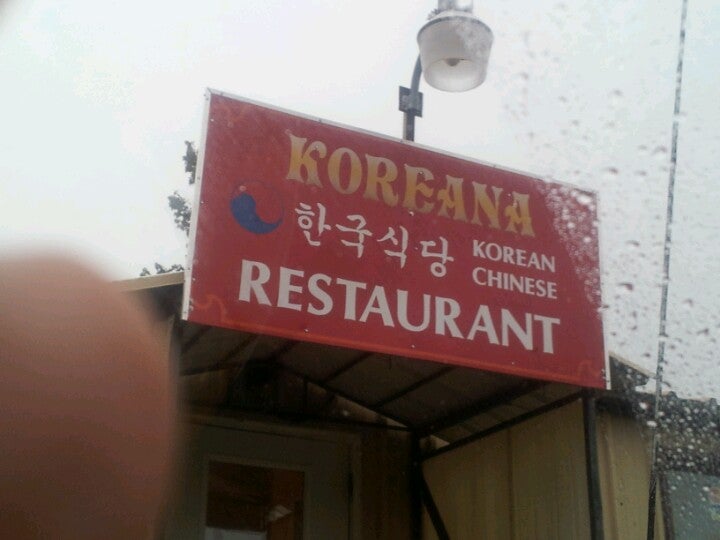 KOREANA
한국식당
KOREAN
CHINESE
RESTAURANT